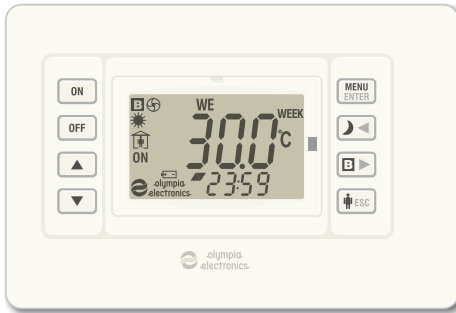 ON
OFF
B
WE
WEEK
30.0 °C
ON
olympia
electronics
23:59
MENU
ENTER
B
ESC
olympia
electronics